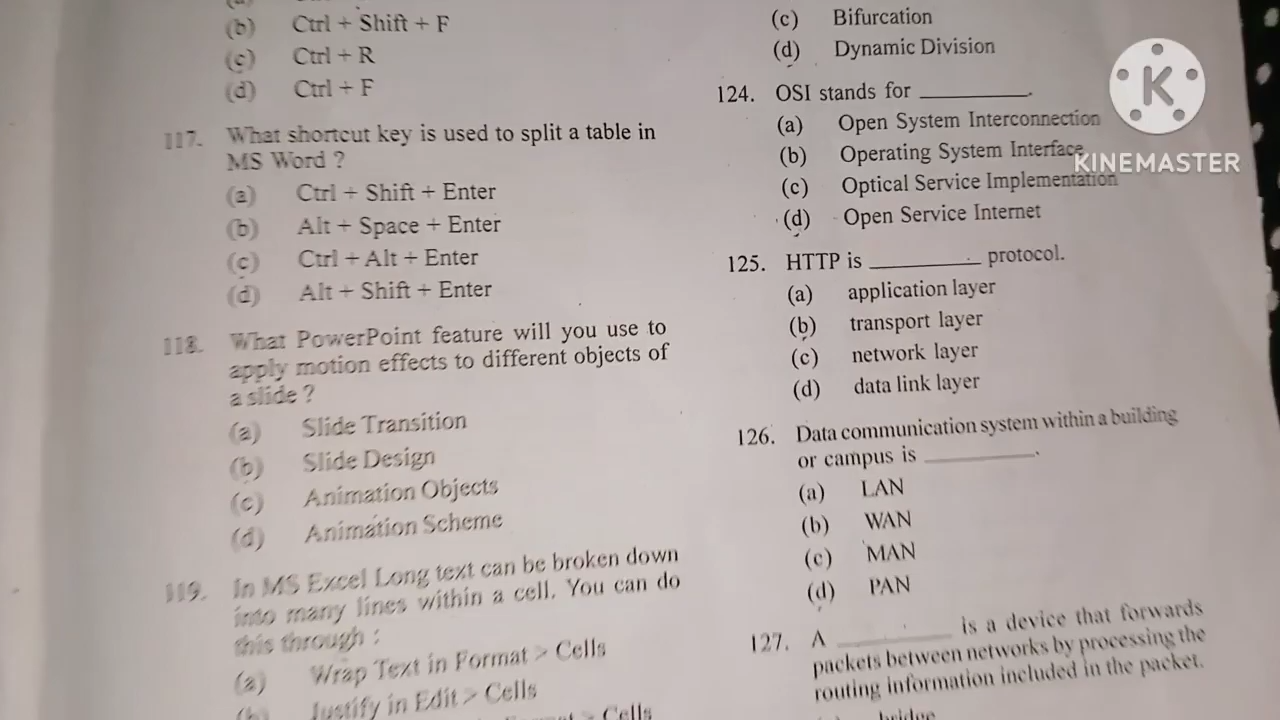 (b) Ctrl + Shift + F
(c) Ctrl + R
(d) Ctrl + F
117. What shortcut key is used to split a table in
MS Word ?
(a) Ctrl + Shift + Enter
(b) Alt + Space + Enter
(c) Ctrl + Alt + Enter
(d) Alt + Shift + Enter
118. What PowerPoint feature will you use to
apply motion effects to different objects of
a slide ?
(a) Slide Transition
(b) Slide Design
(c) Animation Objects
(d) Animation Scheme
119. In MS Excel Long text can be broken down
into many lines within a cell. You can do
this through :
(a) Wrap Text in Format > Cells
(b) Justify in Edit > Cells
> Cells
(c) Bifurcation
(d) Dynamic Division
124. OSI stands for __________.
(a) Open System Interconnection
(b) Operating System Interface
(c) Optical Service Implementation
(d) Open Service Internet
125. HTTP is __________ protocol.
(a) application layer
(b) transport layer
(c) network layer
(d) data link layer
126. Data communication system within a building
or campus is __________.
(a) LAN
(b) WAN
(c) MAN
(d) PAN
127. A __________ is a device that forwards
packets between networks by processing the
routing information included in the packet.
bridge
K
KINEMASTER